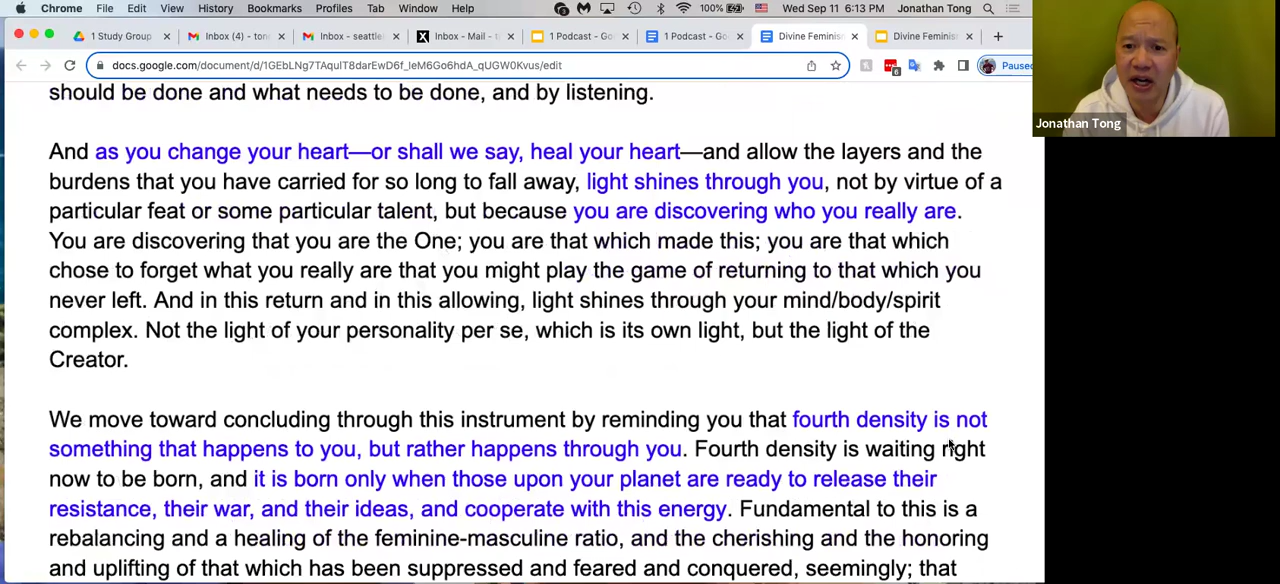 Chrome File Edit View History Bookmarks Profiles Tab Window Help 100% Wed Sep 11 6:13 PM Jonathan Tong
1 Study Group Inbox (4) - ton Inbox - seattle Inbox - Mail - t 1 Podcast - Go 1 Podcast - Go Divine Feminis Divine Feminis
docs.google.com/document/d/1GEbLNg7TAqulT8darEwD6f_leM6Go6hdA_qUGW0Kvus/edit Paused
should be done and what needs to be done, and by listening.
Jonathan Tong
And as you change your heart—or shall we say, heal your heart—and allow the layers and the
burdens that you have carried for so long to fall away, light shines through you, not by virtue of a
particular feat or some particular talent, but because you are discovering who you really are.
You are discovering that you are the One; you are that which made this; you are that which
chose to forget what you really are that you might play the game of returning to that which you
never left. And in this return and in this allowing, light shines through your mind/body/spirit
complex. Not the light of your personality per se, which is its own light, but the light of the
Creator.
We move toward concluding through this instrument by reminding you that fourth density is not
something that happens to you, but rather happens through you. Fourth density is waiting right
now to be born, and it is born only when those upon your planet are ready to release their
resistance, their war, and their ideas, and cooperate with this energy. Fundamental to this is a
rebalancing and a healing of the feminine-masculine ratio, and the cherishing and the honoring
and uplifting of that which has been suppressed and feared and conquered, seemingly; that